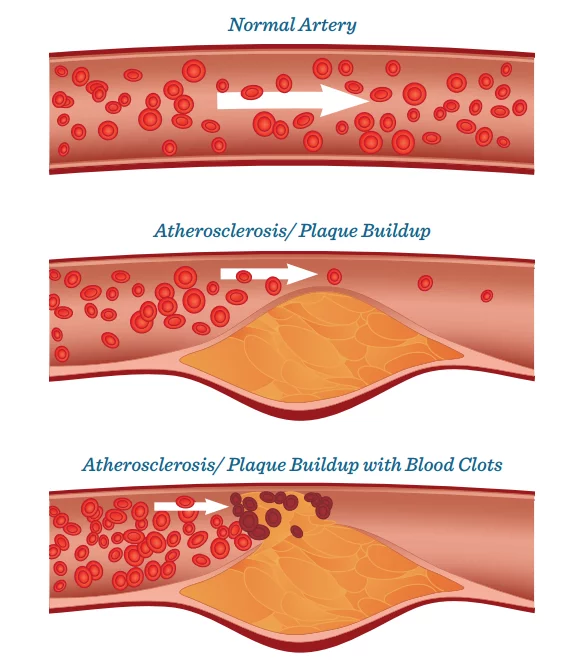 Normal Artery
Atherosclerosis/ Plaque Buildup
Atherosclerosis/ Plaque Buildup with Blood Clots